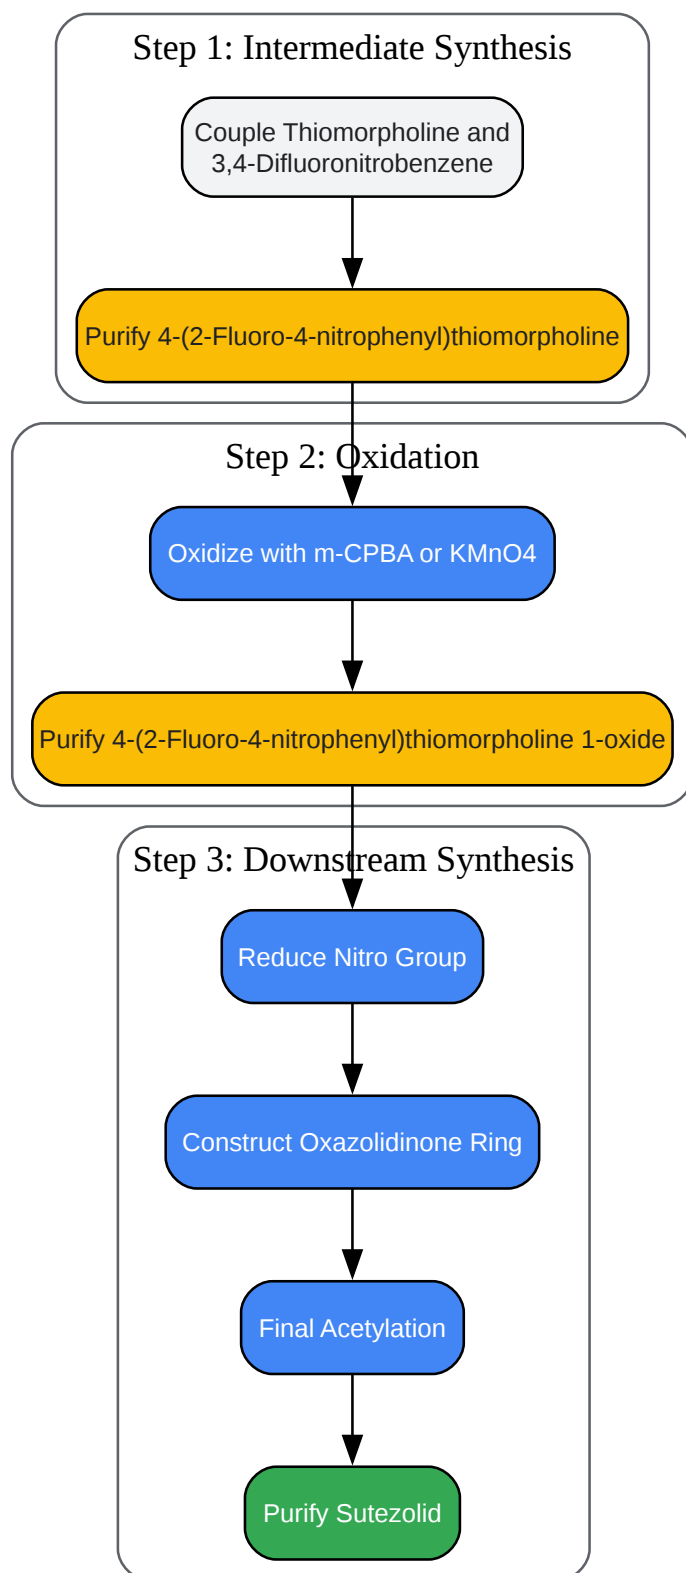 Step 1: Intermediate Synthesis
Couple Thiomorpholine and
3,4-Difluoronitrobenzene
Purify 4-(2-Fluoro-4-nitrophenyl)thiomorpholine
Step 2: Oxidation
Oxidize with m-CPBA or KMnO4
Purify 4-(2-Fluoro-4-nitrophenyl)thiomorpholine 1-oxide
Step 3: Downstream Synthesis
Reduce Nitro Group
Construct Oxazolidinone Ring
Final Acetylation
Purify Sutezolid